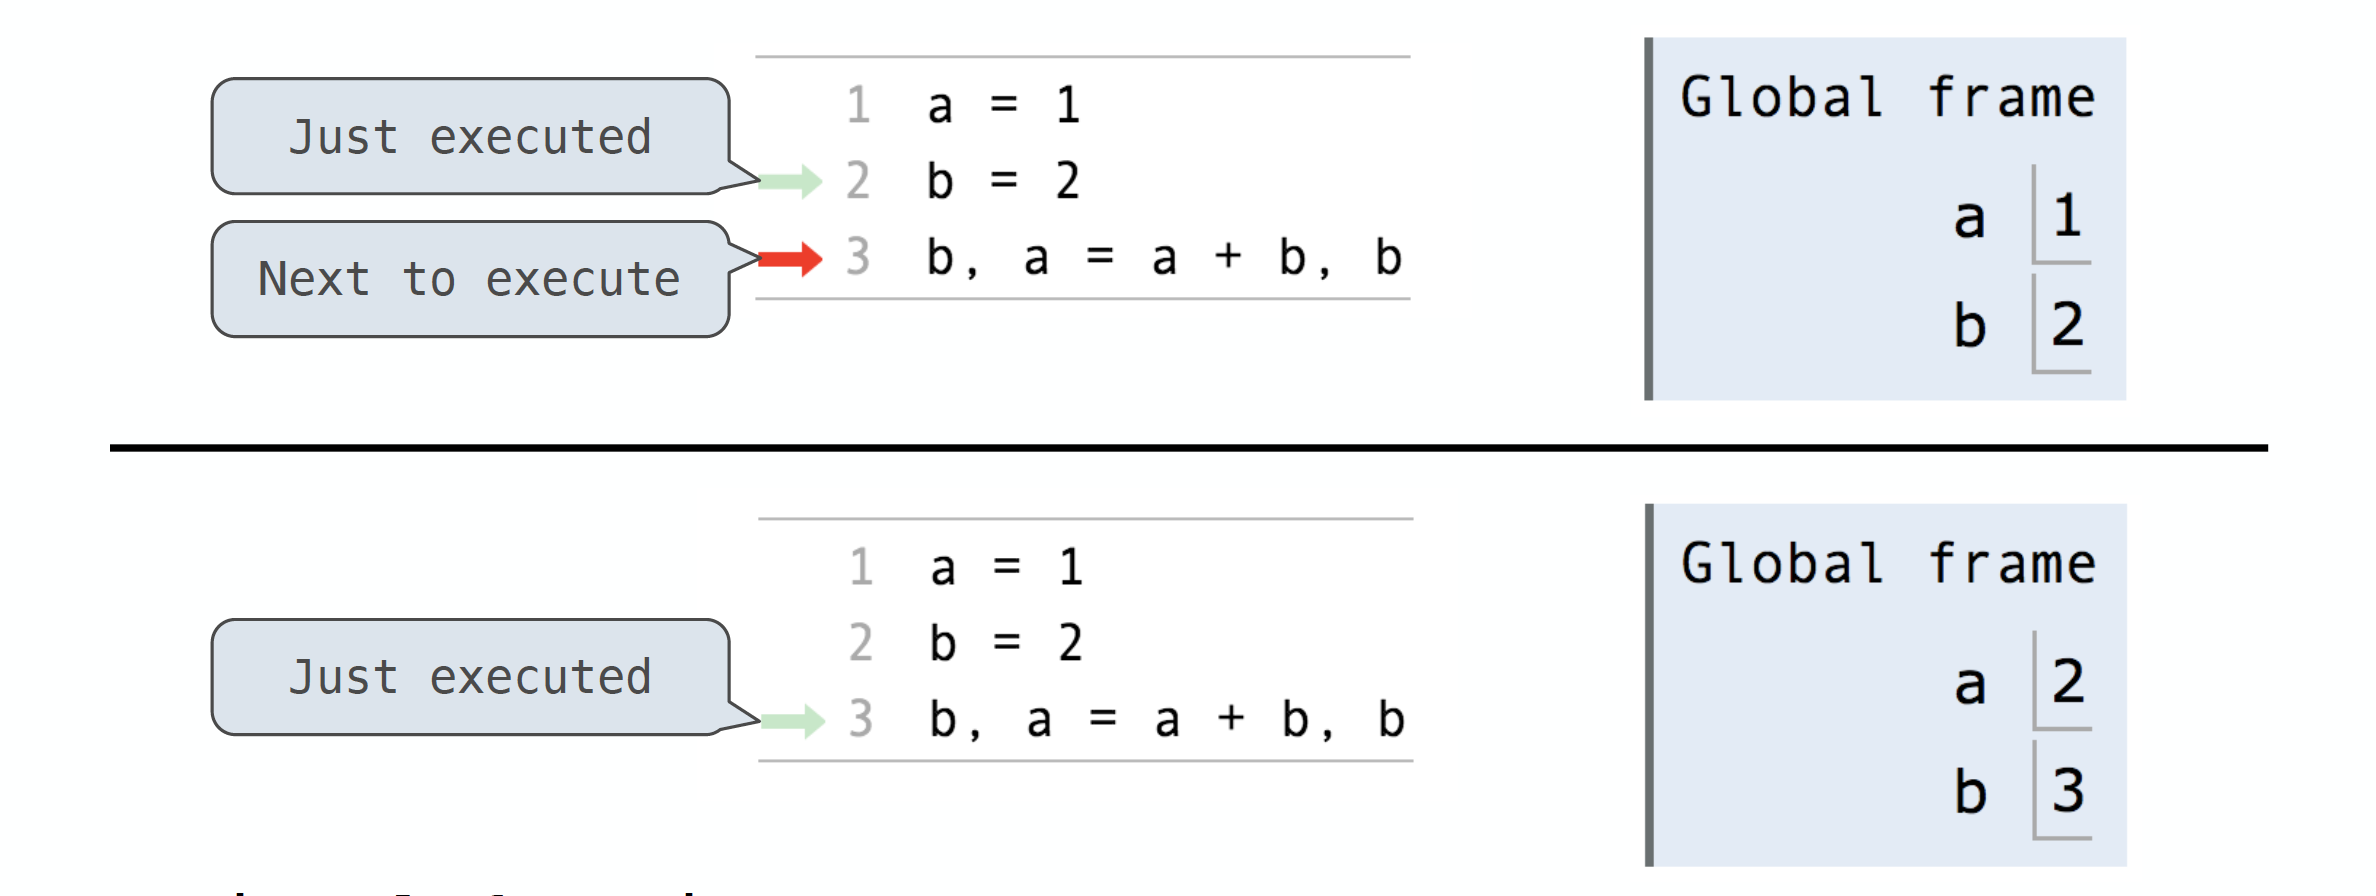 Just executed
Next to execute
1 a = 1
2 b = 2
3 b, a = a + b, b
Global frame
a 1
b 2
Just executed
1 a = 1
2 b = 2
3 b, a = a + b, b
Global frame
a 2
b 3